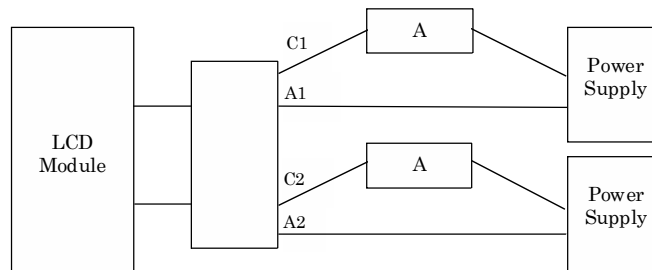 LCD
Module
C1
A
A1
Power
Supply
C2
A
A2
Power
Supply